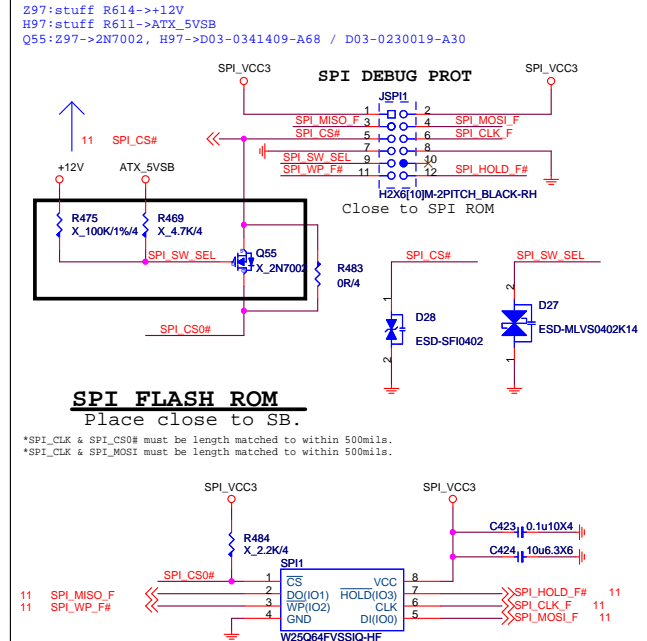 Z97:stuff R614->+12V
H97:stuff R611->ATX_5VSB
Q55:Z97->2N7002, H97->D03-0341409-A68 / D03-0230019-A30
SPI_VCC3
SPI DEBUG PROT
SPI_VCC3
JSPI1
1 2
SPI_MISO_F 3 4 SPI_MOSI_F
11 SPI_CS# SPI_CS# 5 6 SPI_CLK_F
7 8
SPI_SW_SEL 9 10
SPI_WP_F# 11 12 SPI_HOLD_F#
H2X6[10]M-2PITCH_BLACK-RH
Close to SPI ROM
+12V ATX_5VSB
R475
X_100K/1%/4
R469
X_4.7K/4
SPI_SW_SEL
Q55
X_2N7002
R483
0R/4
SPI_CS0#
SPI_CS#
1
D28
ESD-SFI0402
2
SPI_SW_SEL
2
D27
ESD-MLVS0402K14
1
SPI FLASH ROM
Place close to SB.
*SPI_CLK & SPI_CS0# must be length matched to within 500mils.
*SPI_CLK & SPI_MOSI must be length matched to within 500mils.
SPI_VCC3
SPI_VCC3
R484
X_2.2K/4
C423 0.1u10X4
C424 10u6.3X6
SPI1
SPI_CS0# 1 CS VCC 8
11 SPI_MISO_F 2 DO(IO1) HOLD(IO3) 7 SPI_HOLD_F# 11
11 SPI_WP_F# 3 WP(IO2) CLK 6 SPI_CLK_F 11
4 GND DI(IO0) 5 SPI_MOSI_F 11
W25Q64FVSSIQ-HF